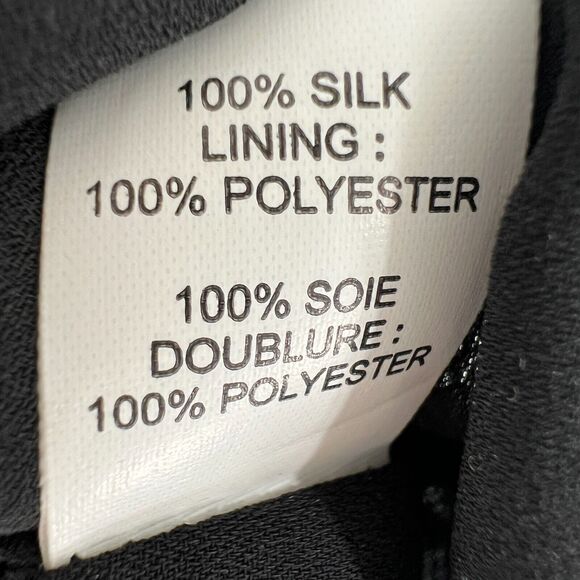 100% SILK
LINING :
100% POLYESTER
100% SOIE
DOUBLURE :
100% POLYESTER